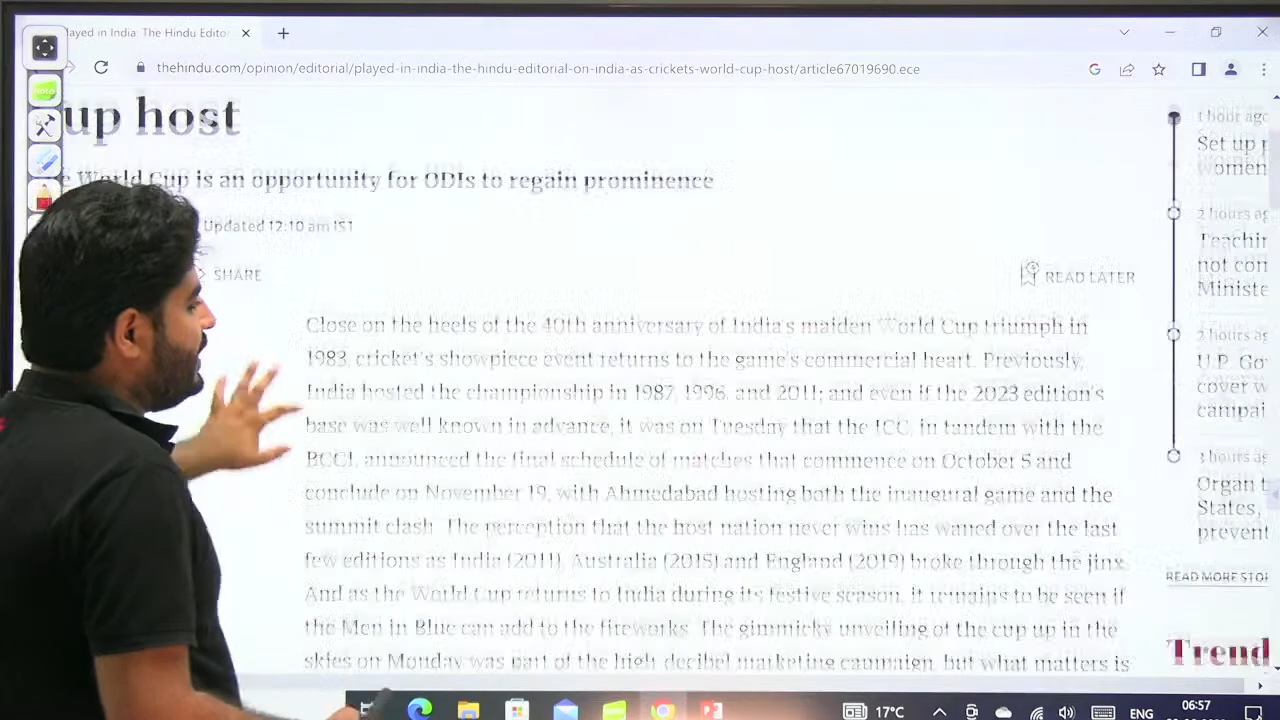 ayed in India: The Hindu Edito
thehindu.com/opinion/editorial/played-in-india-the-hindu-editorial-on-india-as-crickets-world-up-host/article67019690.ece
up host
World Cup is an opportunity for ODIs to regain prominence
Updated 12:10 am IST
SHARE
READ LATER
Close on the heels of the 40th anniversary of India's maiden World Cup triumph in
1983, cricket's showpiece event returns to the game's commercial heart. Previously,
India hosted the championship in 1987, 1996, and 2011; and even if the 2023 edition's
base was well known in advance, it was on Tuesday that the ICC, in tandem with the
BCCI, announced the final schedule of matches that commence on October 5 and
conclude on November 19, with Ahmedabad hosting both the inaugural game and the
summit clash. The perception that the host nation never wins has waned over the last
few editions as India (2011), Australia (2015) and England (2019) broke through the jinx.
And as the World Cup returns to India during its festive season, it remains to be seen if
the Men in Blue can add to the fireworks. The gimmicky unveiling of the cup up in the
skies on Monday was part of the high decibel marketing campaign, but what matters is
1 hour ago
Set up
women
2 hours ag
Teachin
not con
Ministe
2 hours ag
U.P. Go
cover w
campai
3 hours ag
Organ t
States,
prevent
READ MORE STOI
Trend
17°C
ENG
06:57